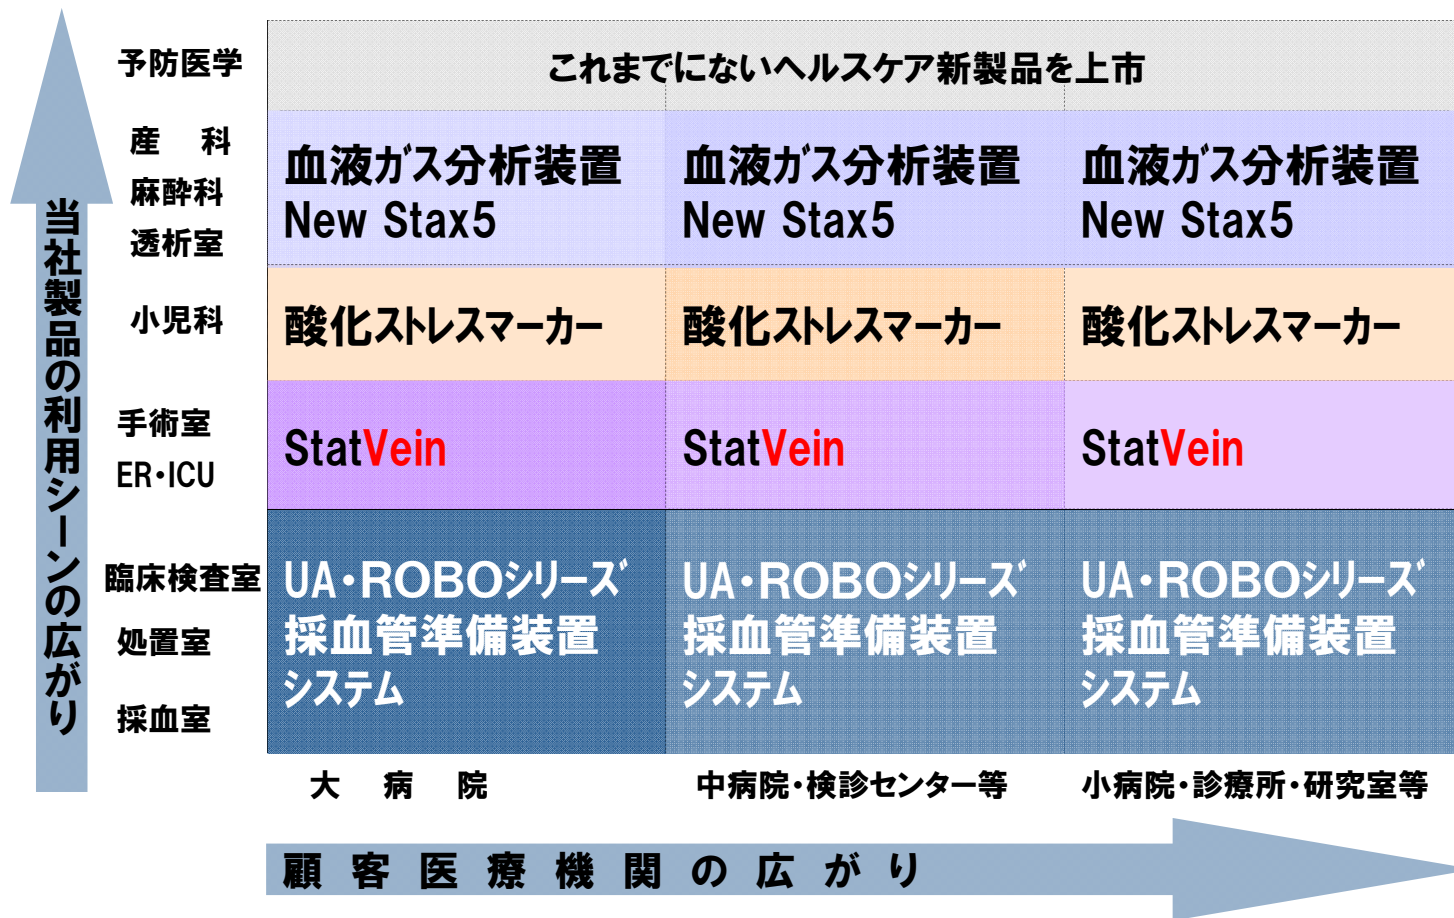 当社製品の利用シーンの広がり
予防医学
これまでにないヘルスケア新製品を上市
産 科
麻酔科
透析室
血液ガス分析装置
New Stax5
血液ガス分析装置
New Stax5
血液ガス分析装置
New Stax5
小児科
酸化ストレスマーカー
酸化ストレスマーカー
酸化ストレスマーカー
手術室
ER・ICU
StatVein
StatVein
StatVein
臨床検査室
処置室
採血室
UA・ROBOシリーズ
採血管準備装置
システム
UA・ROBOシリーズ
採血管準備装置
システム
UA・ROBOシリーズ
採血管準備装置
システム
大 病 院
中病院・検診センター等
小病院・診療所・研究室等
顧 客 医 療 機 関 の 広 が り